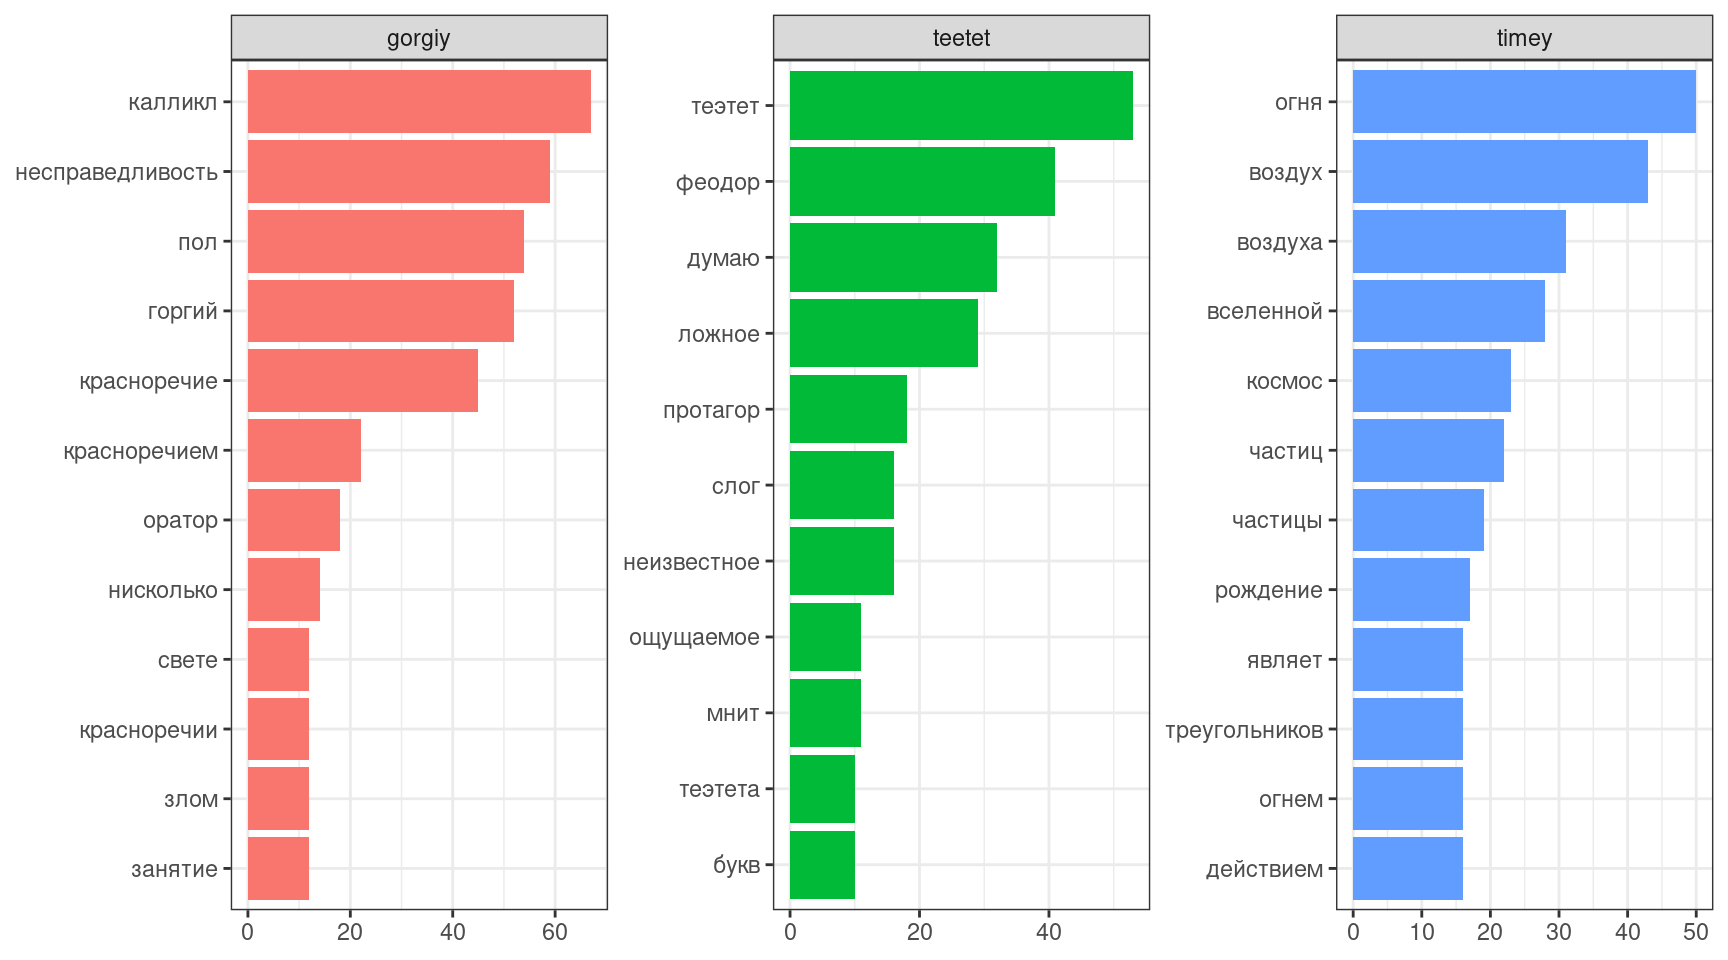 gorgiy
калликл
несправедливость
пол
горгий
красноречие
красноречием
оратор
нисколько
свете
красноречии
злом
занятие
0 20 40 60
teetet
теэтет
феодор
думаю
ложное
протагор
слог
неизвестное
ощущаемое
мнит
теэтета
букв
0 20 40
timey
огня
воздух
воздуха
вселенной
космос
частиц
частицы
рождение
являет
треугольников
огнем
действием
0 10 20 30 40 50